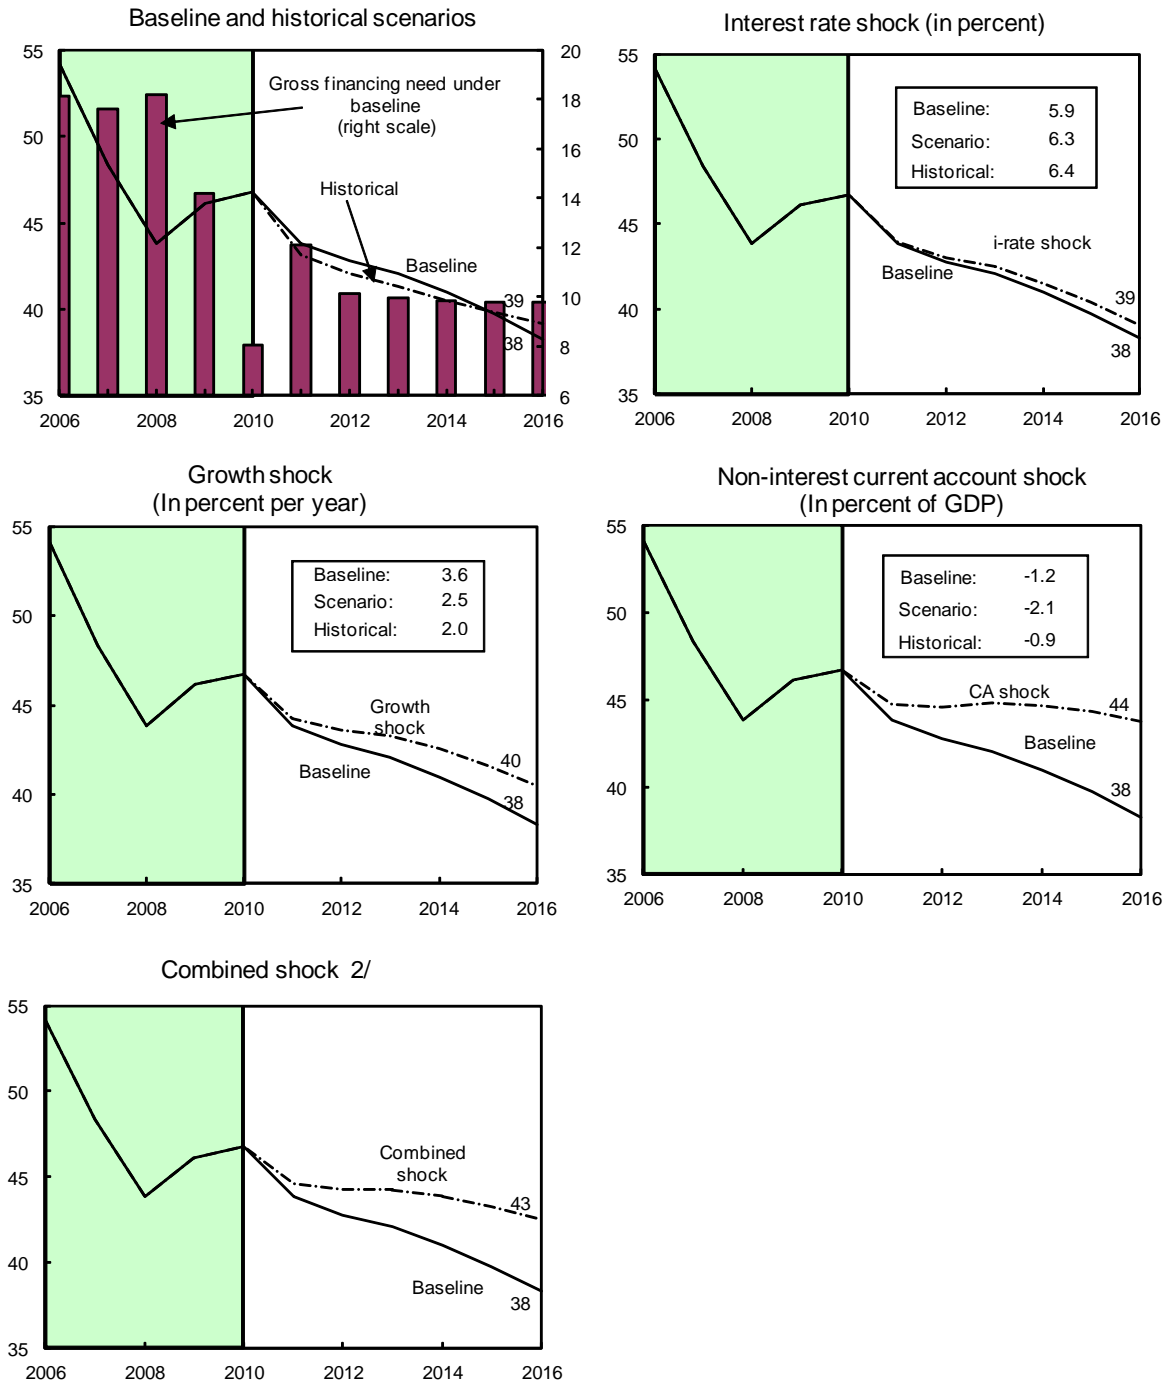 Baseline and historical scenarios
55
50
45
40
35
20
18
16
14
12
10
8
6
Gross financing need under
baseline
(right scale)
Historical
Baseline
39
38
2006 2008 2010 2012 2014 2016
Interest rate shock (in percent)
55
50
45
40
35
Baseline: 5.9
Scenario: 6.3
Historical: 6.4
i-rate shock
Baseline
39
38
2006 2008 2010 2012 2014 2016
Growth shock
(In percent per year)
55
50
45
40
35
Baseline: 3.6
Scenario: 2.5
Historical: 2.0
Growth
shock
Baseline
40
38
2006 2008 2010 2012 2014 2016
Non-interest current account shock
(In percent of GDP)
55
50
45
40
35
Baseline: -1.2
Scenario: -2.1
Historical: -0.9
CA shock
44
Baseline
38
2006 2008 2010 2012 2014 2016
Combined shock 2/
55
50
45
40
35
Combined
shock
43
Baseline
38
2006 2008 2010 2012 2014 2016